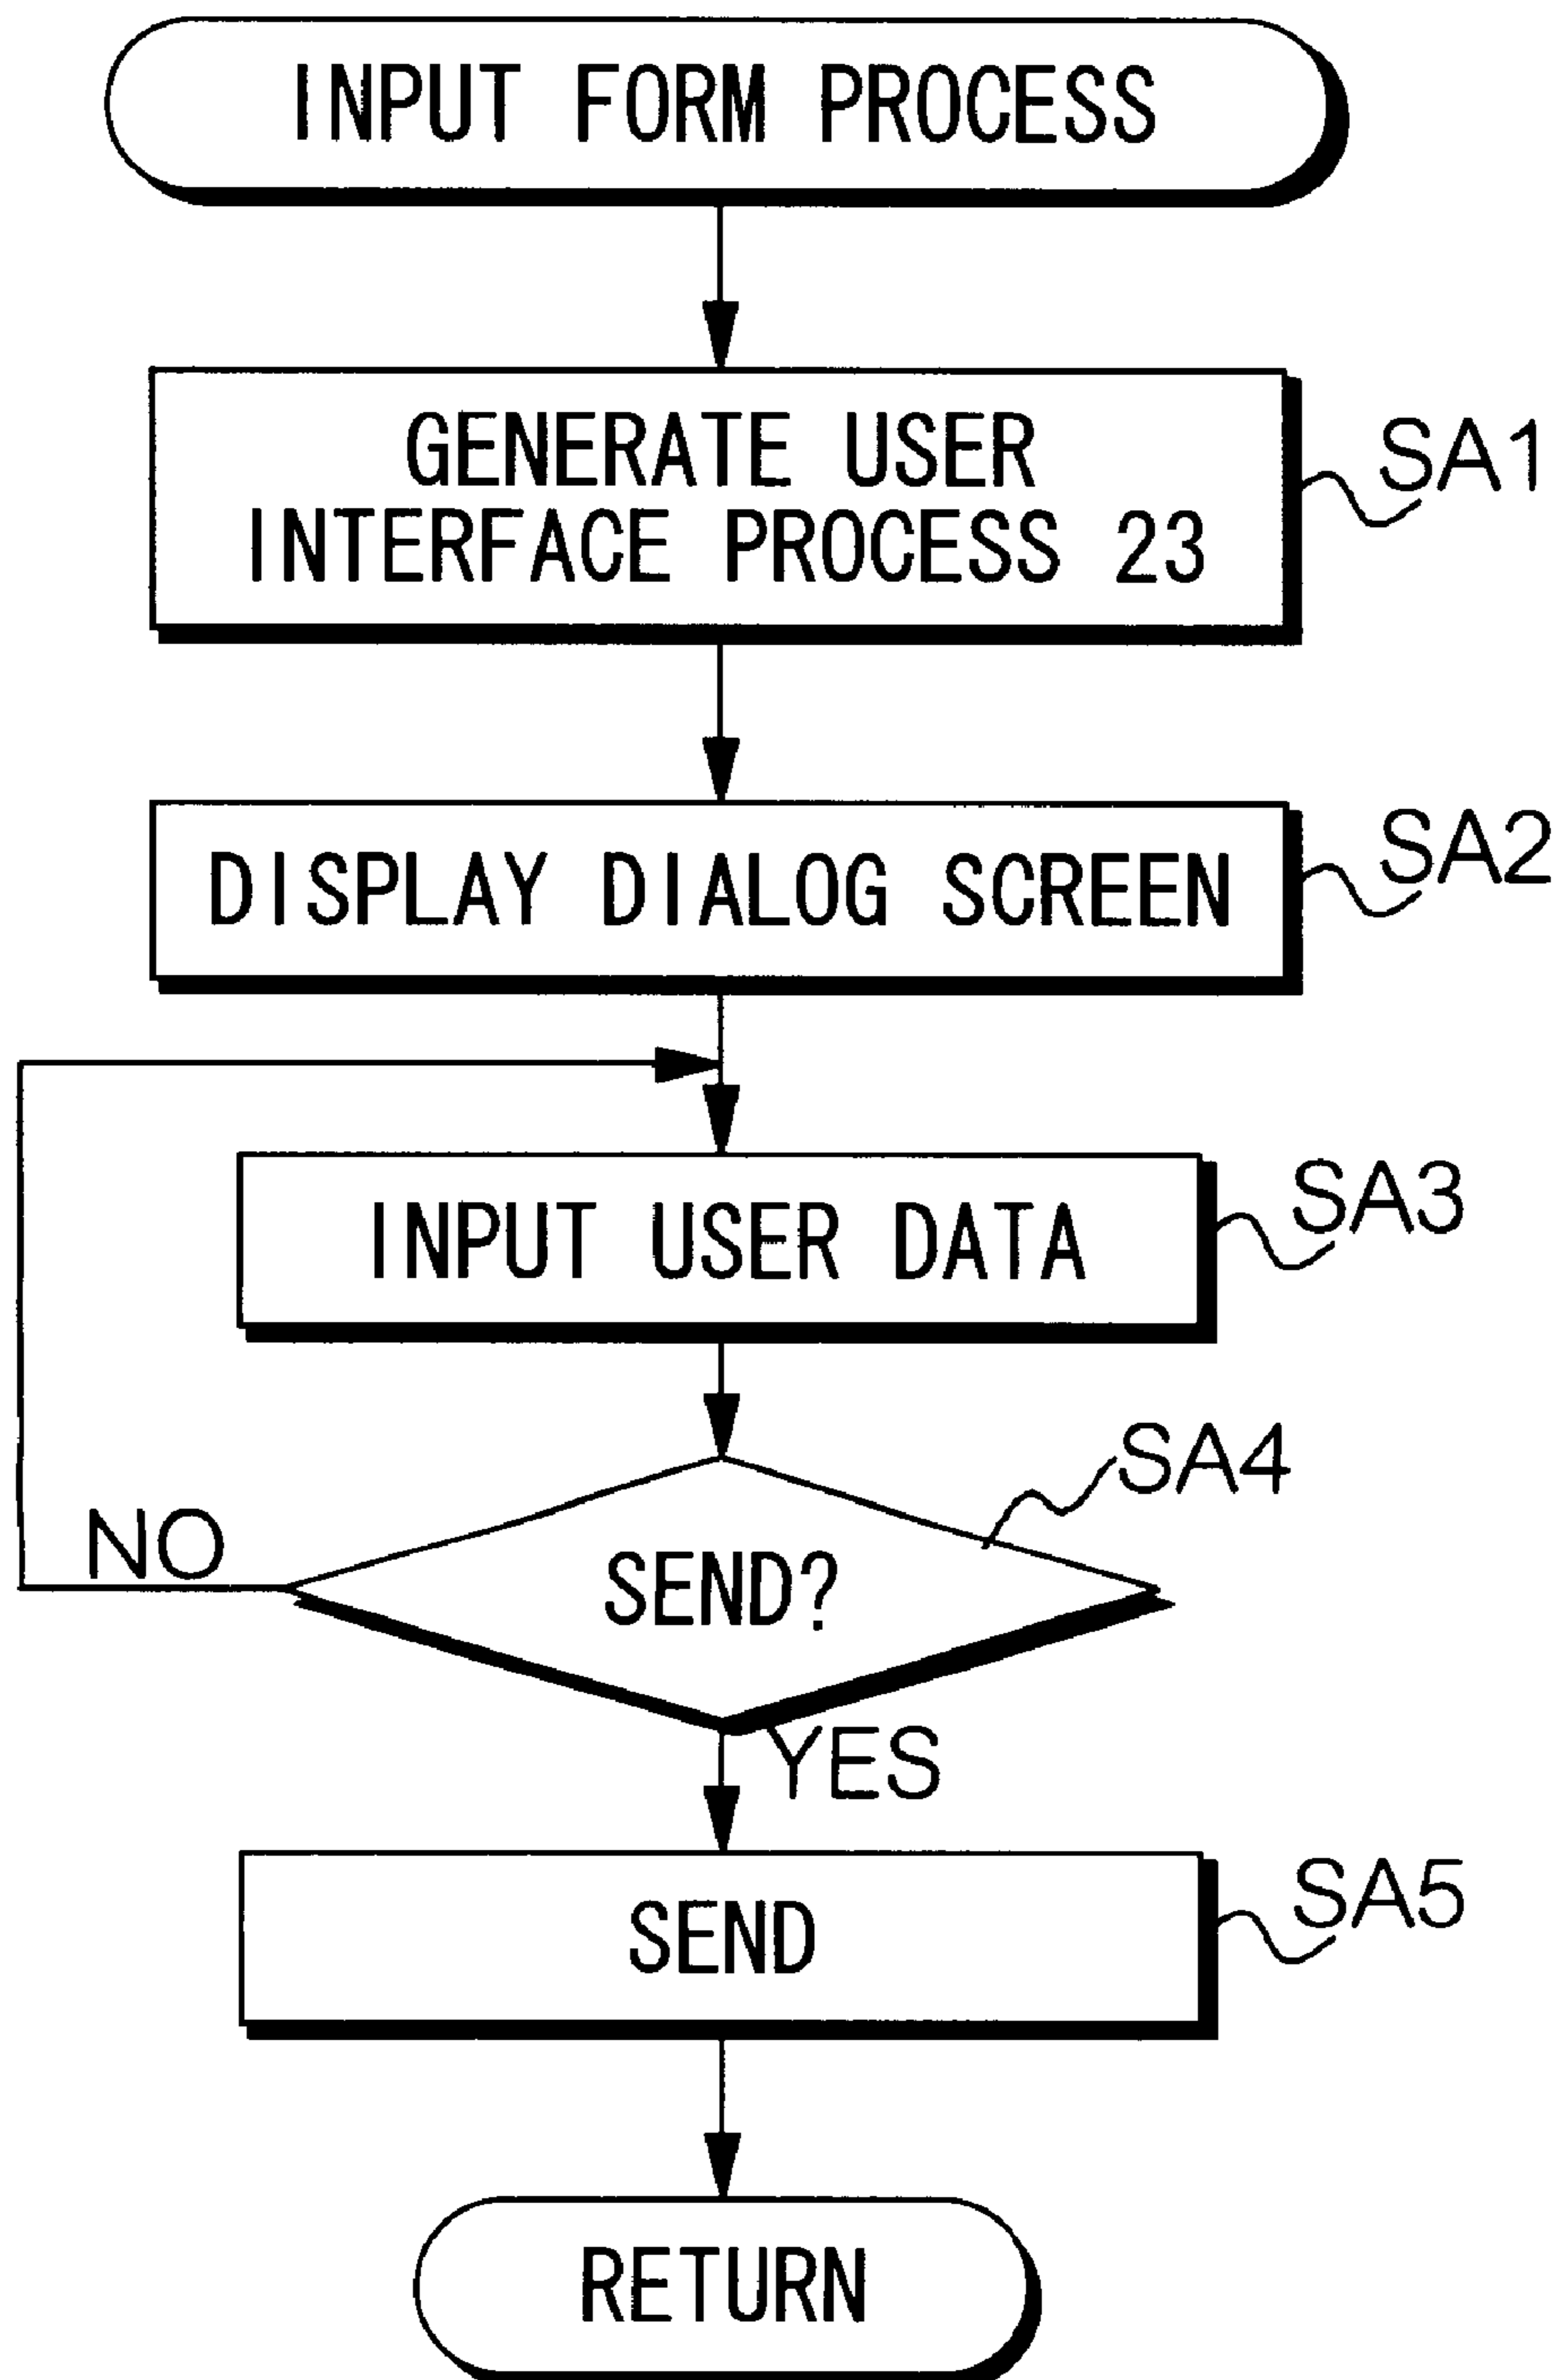 INPUT FORM PROCESS
GENERATE USER
INTERFACE PROCESS 23
SA1
DISPLAY DIALOG SCREEN
SA2
INPUT USER DATA
SA3
SA4
NO
SEND?
YES
SEND
SA5
RETURN